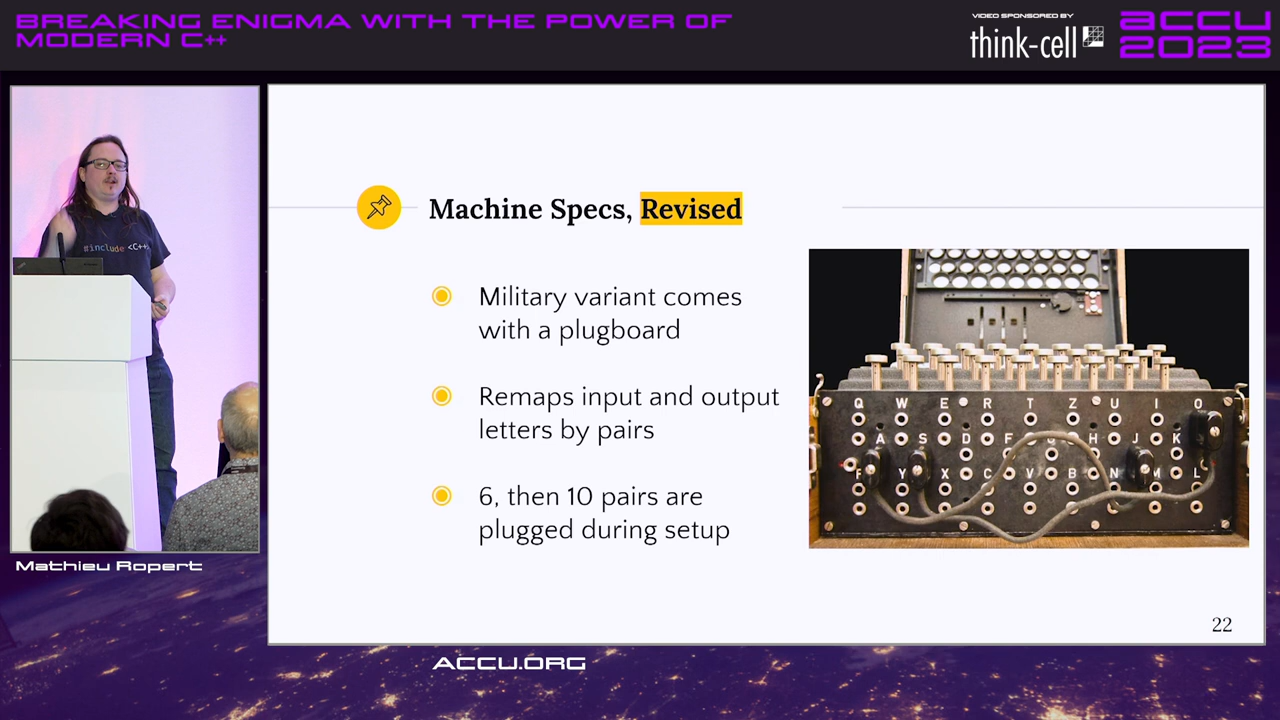 BREAKING ENIGMA WITH THE POWER OF
MODERN C++
VIDEO SPONSORED BY
think-cell
accu
2023
#include <C++>
Machine Specs, Revised
Military variant comes
with a plugboard
Remaps input and output
letters by pairs
6, then 10 pairs are
plugged during setup
Q W E R T Z U I O
A S D F G H J K
P Y X C V B N M L
22
Mathieu Ropert
ACCU.ORG